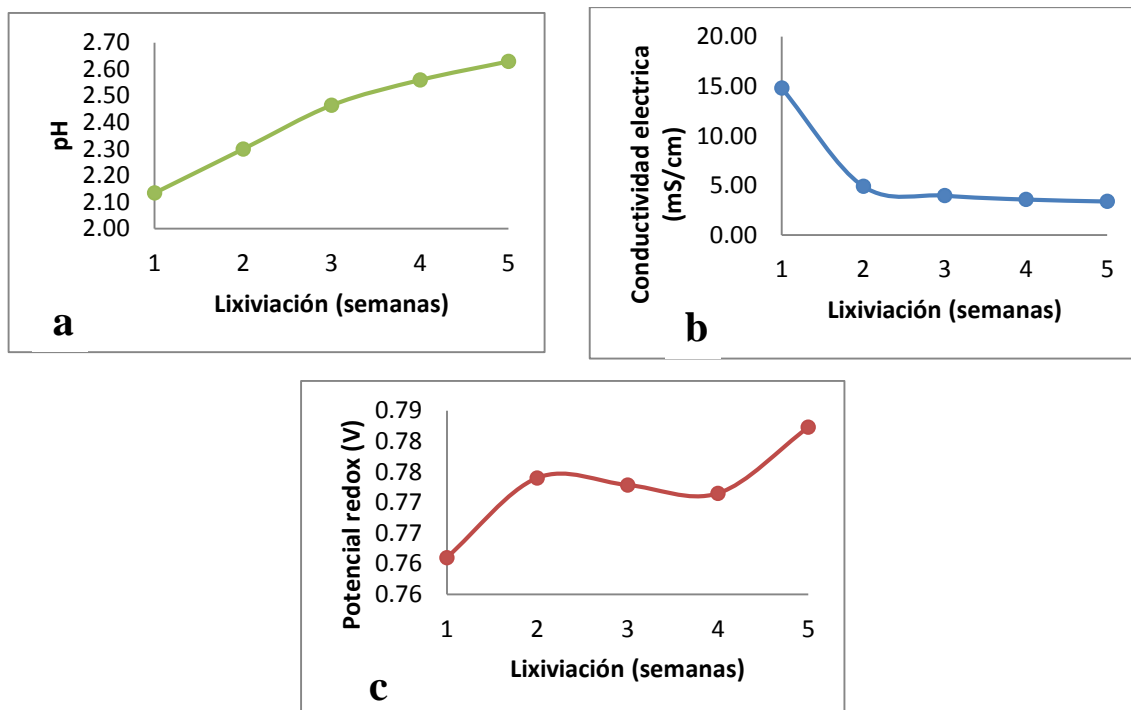 2.70
2.60
2.50
2.40
2.30
2.20
2.10
2.00
pH
1 2 3 4 5
Lixiviación (semanas)
a
20.00
15.00
10.00
5.00
0.00
Conductividad electrica
(mS/cm)
1 2 3 4 5
Lixiviación (semanas)
b
0.79
0.78
0.78
0.77
0.77
0.76
0.76
Potencial redox (V)
1 2 3 4 5
Lixiviación (semanas)
c